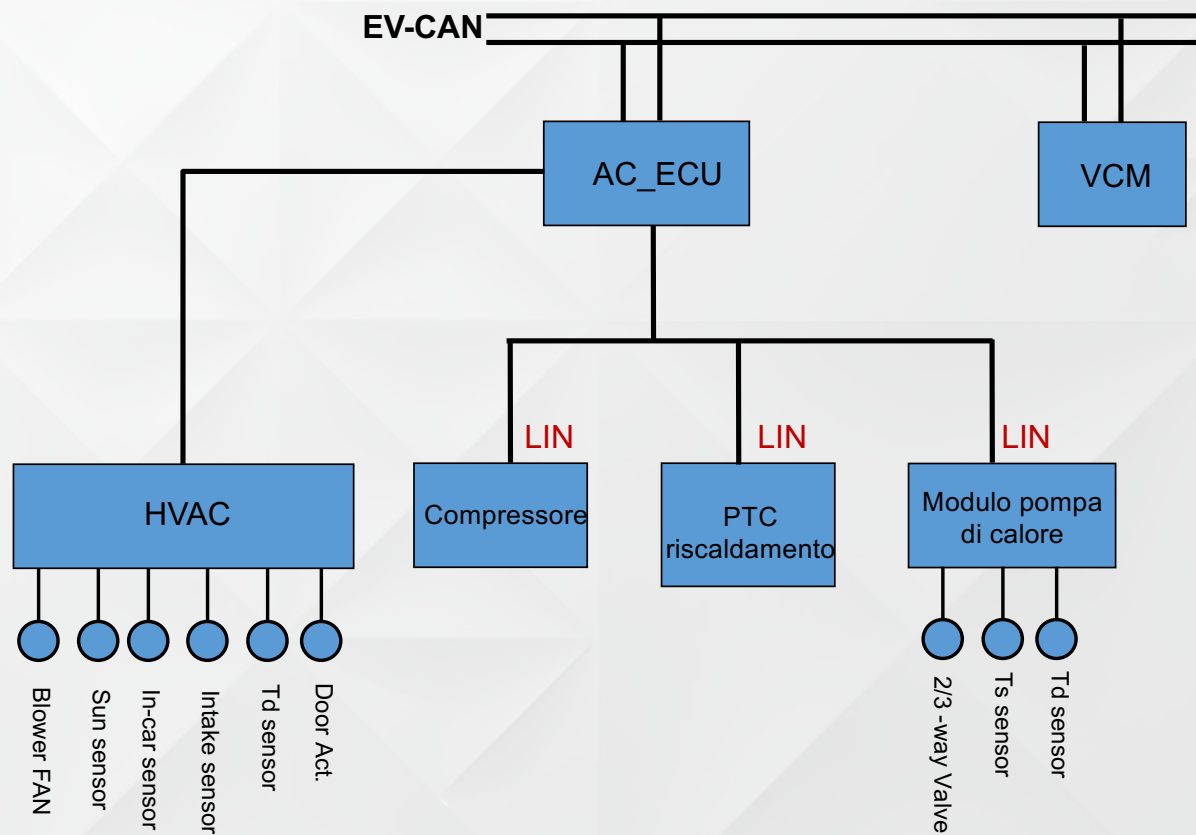 EV-CAN
AC_ECU
VCM
LIN
LIN
LIN
HVAC
Compressore
PTC
riscaldamento
Modulo pompa
di calore
Blower FAN
Sun sensor
In-car sensor
Intake sensor
Td sensor
Door Act.
2/3 -way Valve
Ts sensor
Td sensor